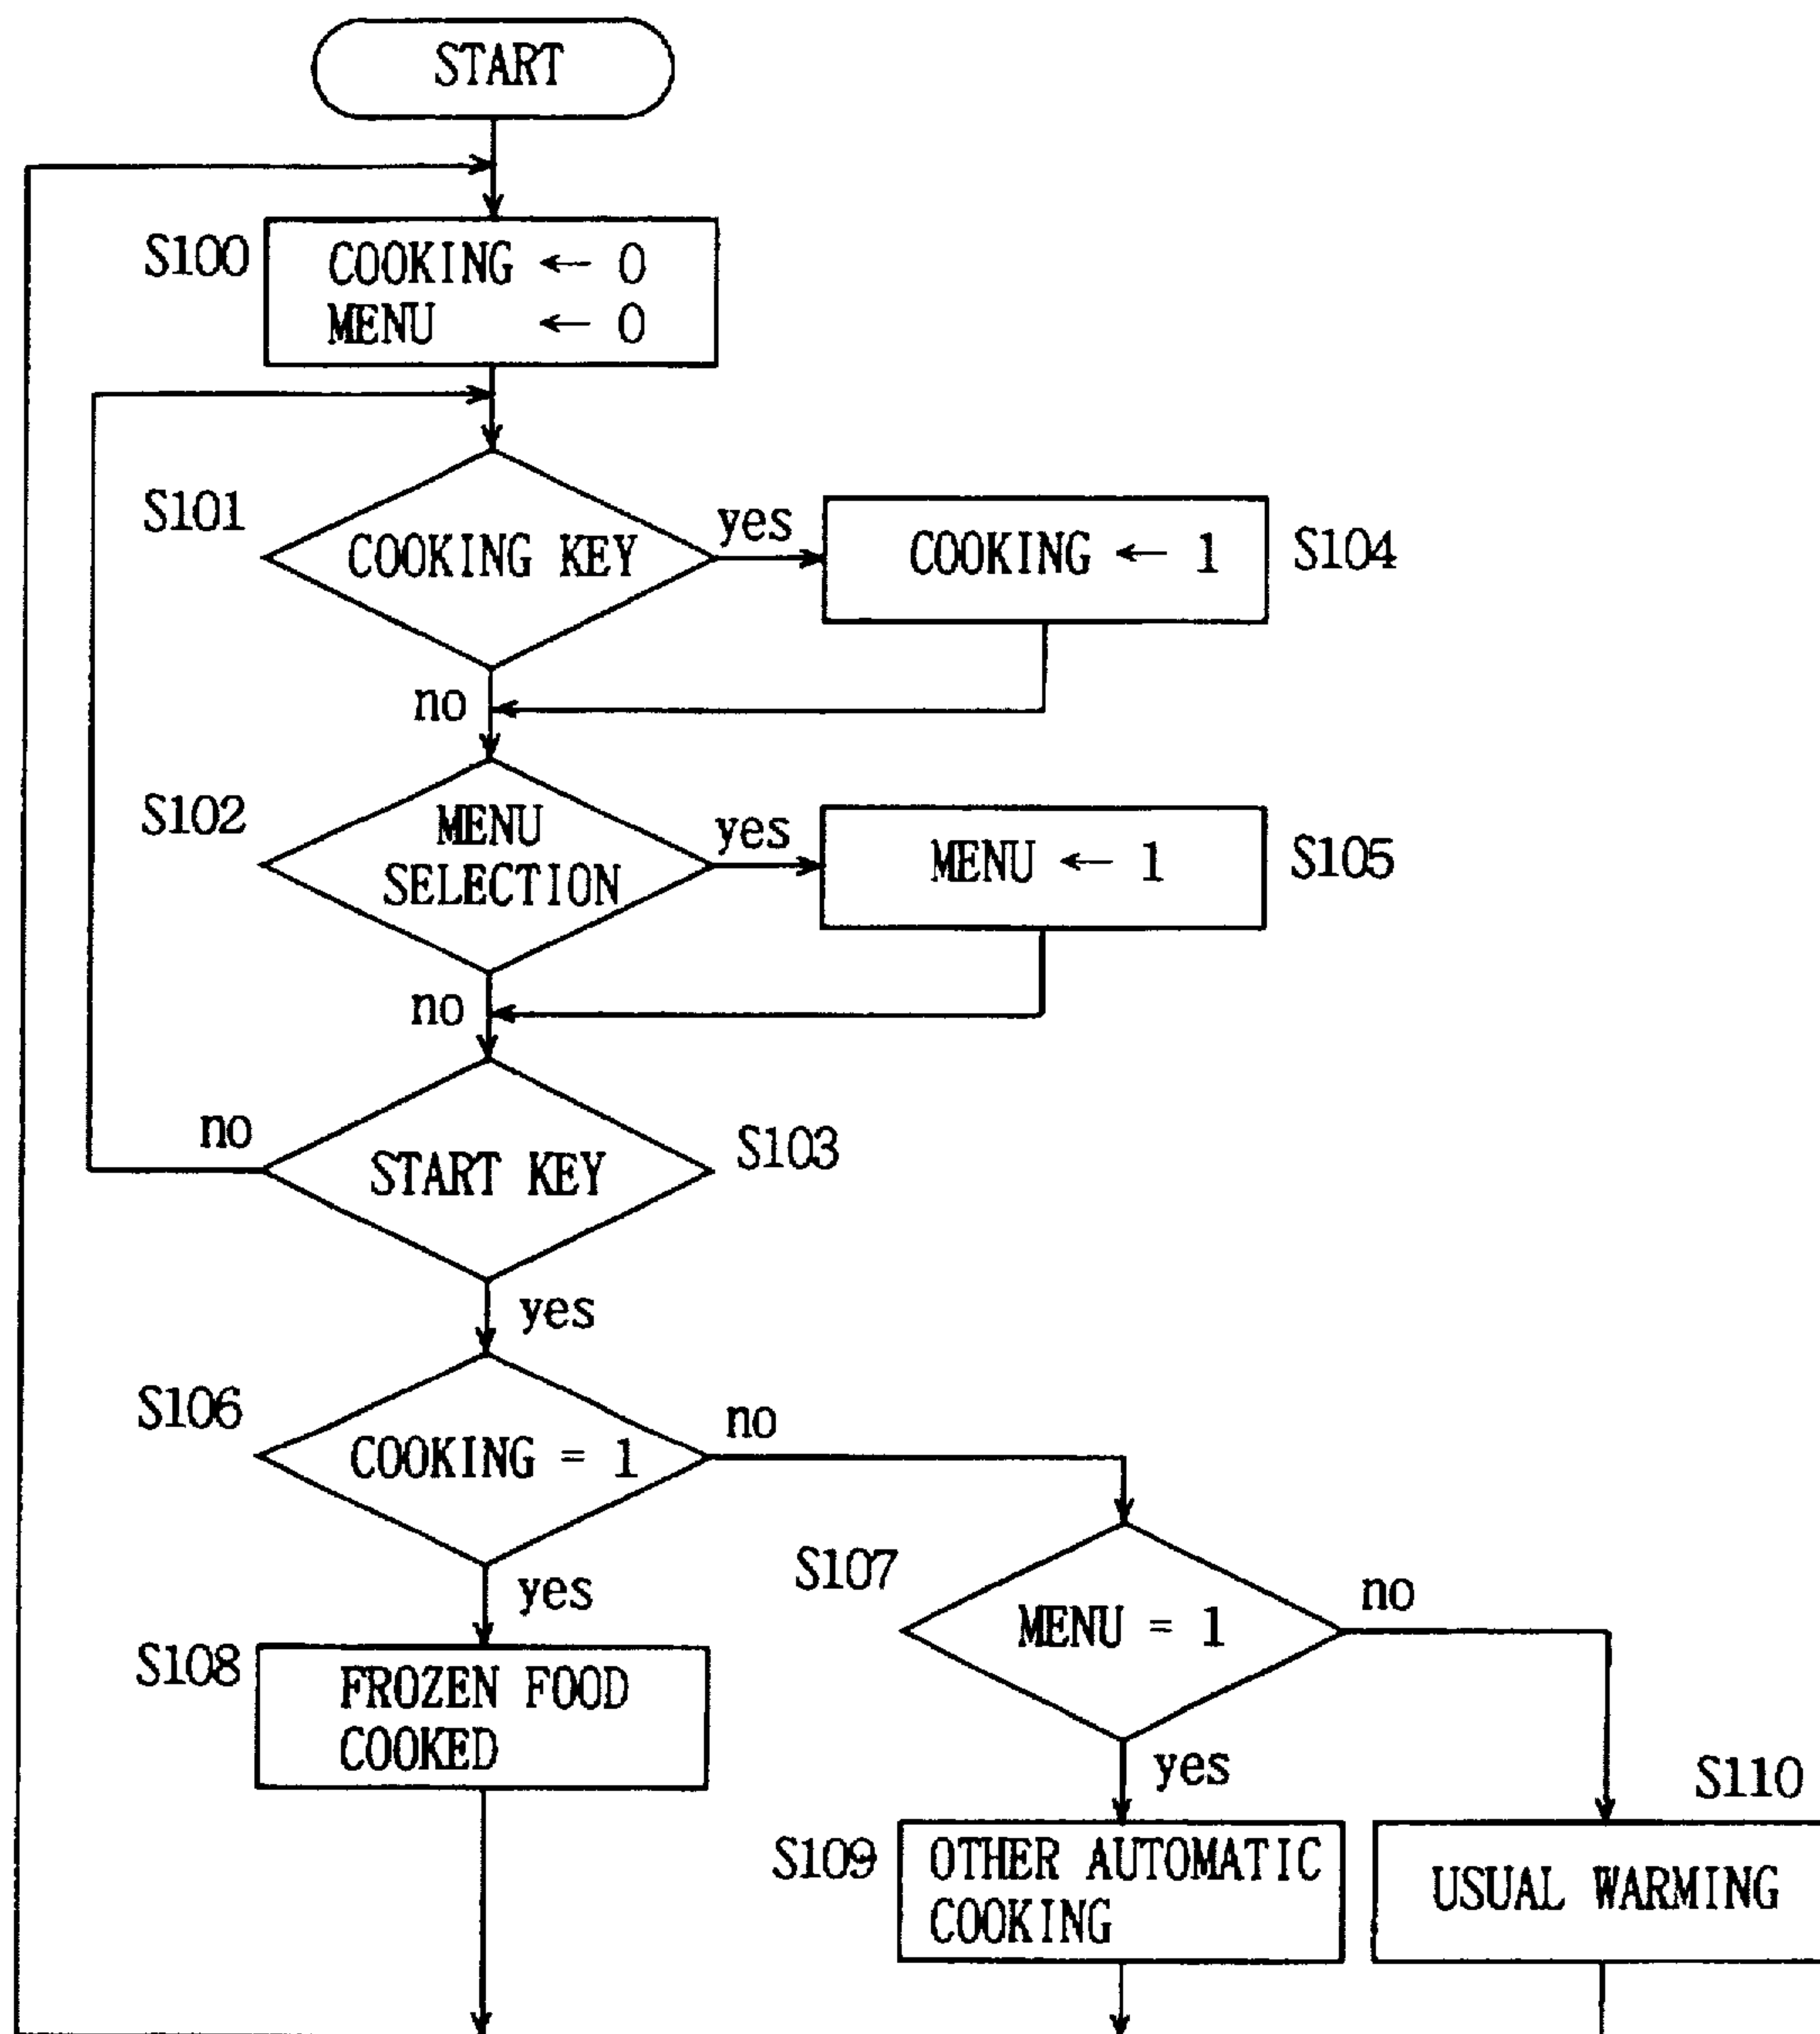 START
S100
COOKING ← 0
MENU ← 0
S101
COOKING KEY
yes
COOKING ← 1
S104
no
S102
MENU
SELECTION
yes
MENU ← 1
S105
no
no
START KEY
S103
yes
S106
COOKING = 1
no
yes
S107
MENU = 1
no
S108
FROZEN FOOD
COOKED
yes
S110
S109
OTHER AUTOMATIC
COOKING
USUAL WARMING